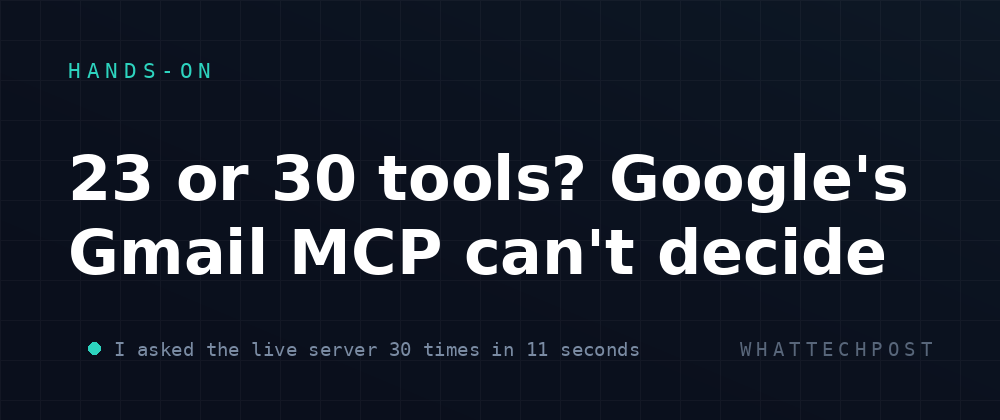 HANDS-ON
23 or 30 tools? Google's
Gmail MCP can't decide
I asked the live server 30 times in 11 seconds
WHATTECHPOST